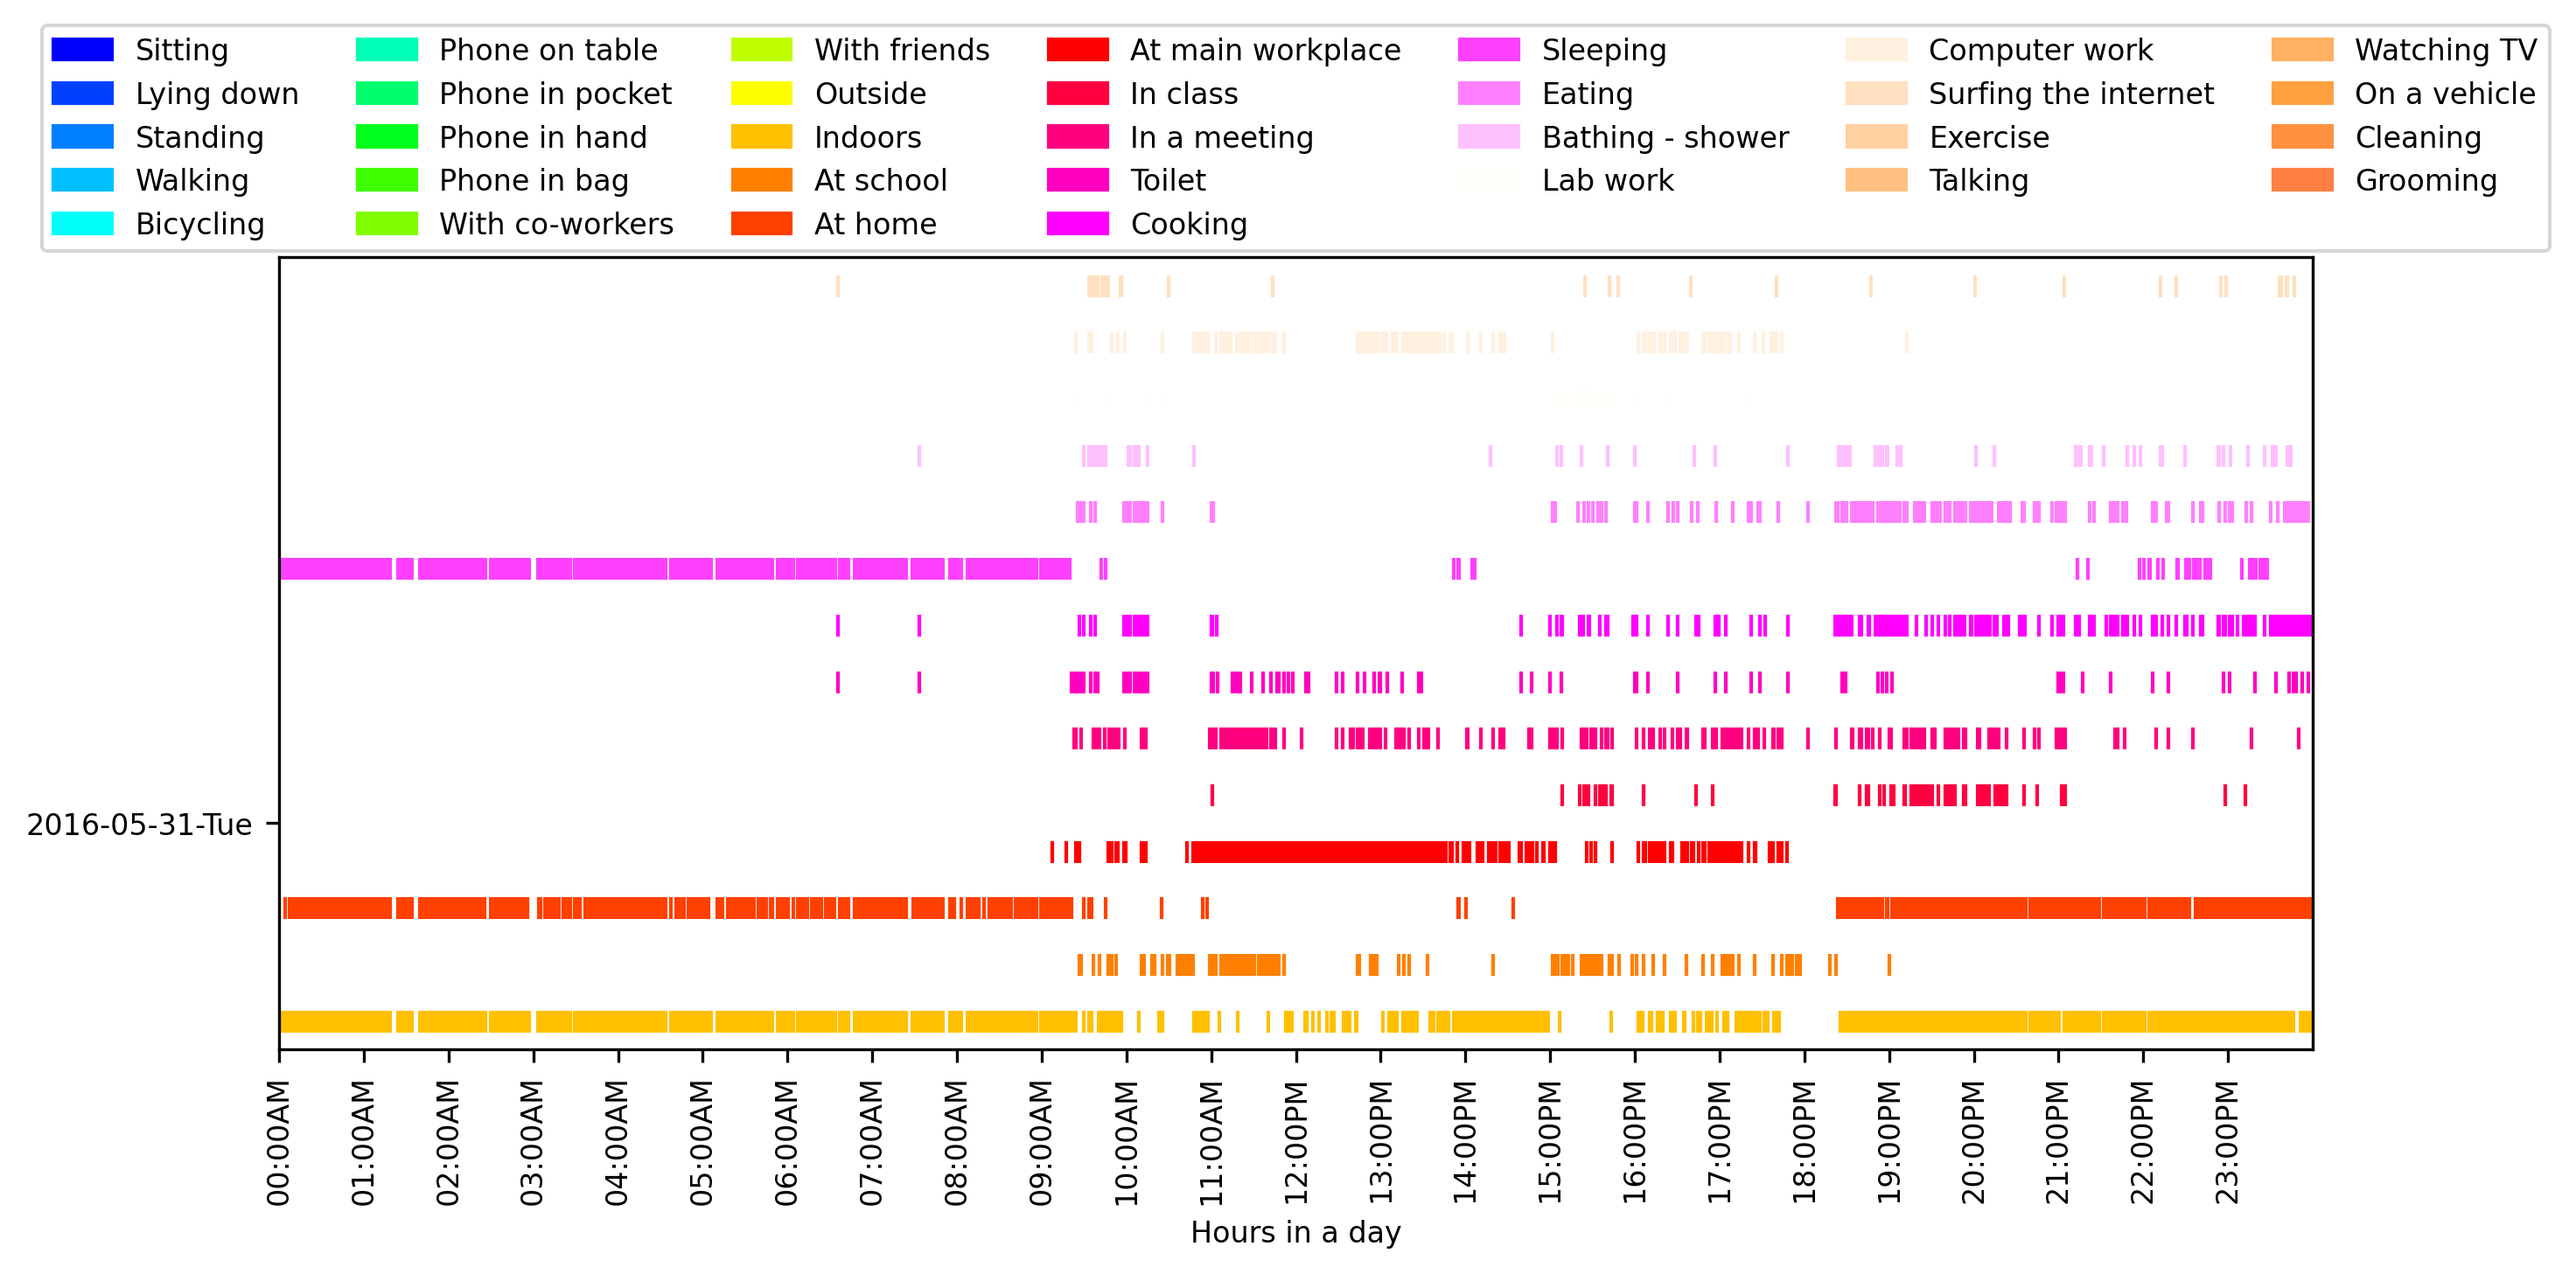 Sitting
Lying down
Standing
Walking
Bicycling
Phone on table
Phone in pocket
Phone in hand
Phone in bag
With co-workers
With friends
Outside
Indoors
At school
At home
At main workplace
In class
In a meeting
Toilet
Cooking
Sleeping
Eating
Bathing - shower
Lab work
Computer work
Surfing the internet
Exercise
Talking
Watching TV
On a vehicle
Cleaning
Grooming
2016-05-31-Tue
00:00AM
01:00AM
02:00AM
03:00AM
04:00AM
05:00AM
06:00AM
07:00AM
08:00AM
09:00AM
10:00AM
11:00AM
12:00PM
13:00PM
14:00PM
15:00PM
16:00PM
17:00PM
18:00PM
19:00PM
20:00PM
21:00PM
22:00PM
23:00PM
Hours in a day